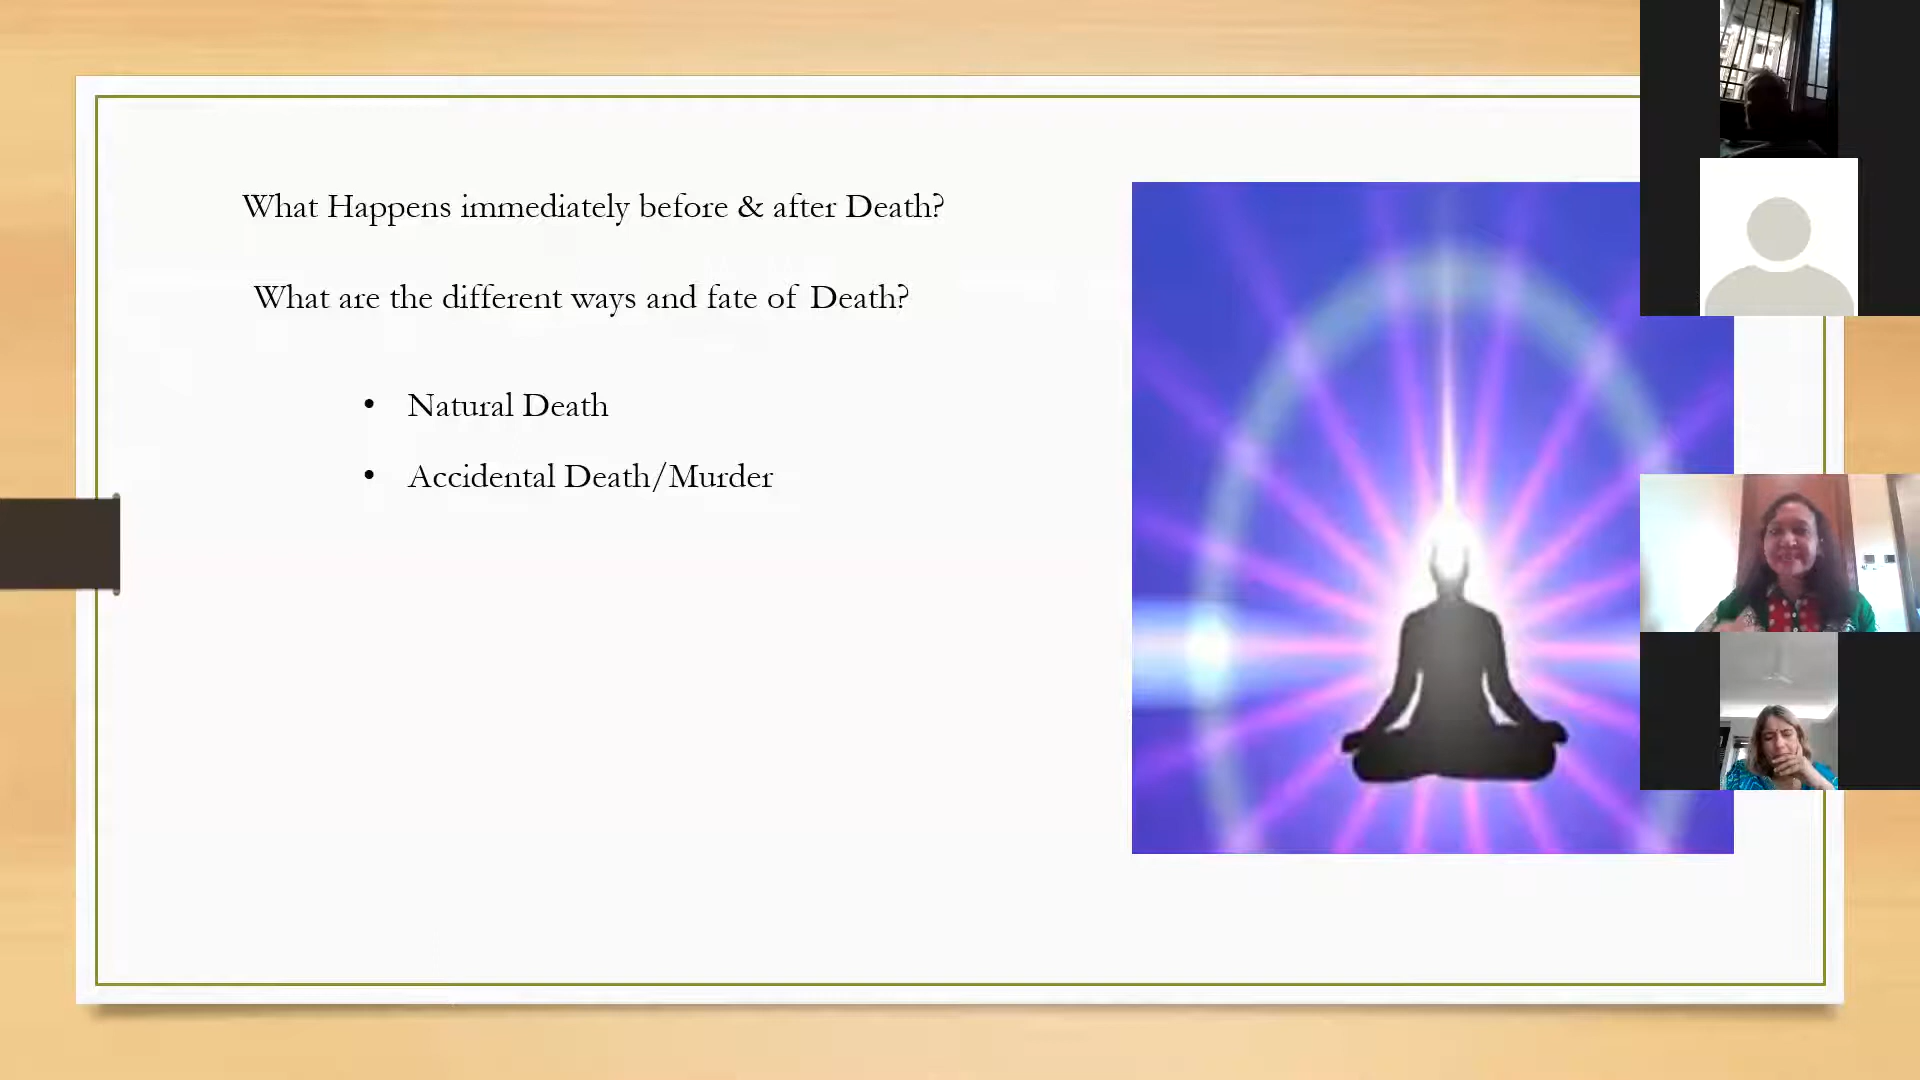 What Happens immediately before & after Death?
What are the different ways and fate of Death?
• Natural Death
• Accidental Death/Murder